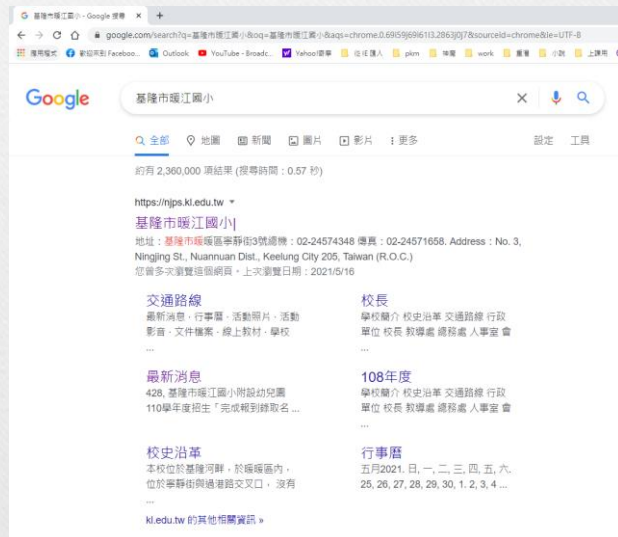 基隆市暖江國小 - Google 搜尋
google.com/search?q=基隆市暖江國小&oq=基隆市暖江國小&aqs=chrome.0.69i59j69i61l3.2863j0j7&sourceid=chrome&ie=UTF-8
應用程式 歡迎來到 Faceboo... Outlook YouTube - Broadc... Yahoo!奇摩 pkm work 小說 上課用
Google
基隆市暖江國小
全部 地圖 新聞 圖片 影片 更多 設定 工具
約有 2,360,000 項結果 (搜尋時間:0.57 秒)
https://njps.kl.edu.tw
基隆市暖江國小|
地址:基隆市暖暖區寧靜街3號總機:02-24574348 傳真:02-24571658. Address:No. 3,
Ningjing St., Nuannuan Dist., Keelung City 205, Taiwan (R.O.C.)
您曾多次瀏覽這個網頁。上次瀏覽日期:2021/5/16
交通路線
最新消息 · 行事曆 · 活動照片 · 活動
影音 · 文件檔案 · 線上教材 · 學校
...
校長
學校簡介 校史沿革 交通路線 行政
單位 校長 教導處 總務處 人事室 會
...
最新消息
428, 基隆市暖江國小附設幼兒園
110學年度招生「完成報到錄取名 ...
108年度
學校簡介 校史沿革 交通路線 行政
單位 校長 教導處 總務處 人事室 會
...
校史沿革
本校位於基隆河畔,於暖暖區內,
位於寧靜街與過港路交叉口, 沒有
...
行事曆
五月2021. 日, 一, 二, 三, 四, 五, 六.
25, 26, 27, 28, 29, 30, 1. 2, 3, 4 ...
kl.edu.tw 的其他相關資訊 »